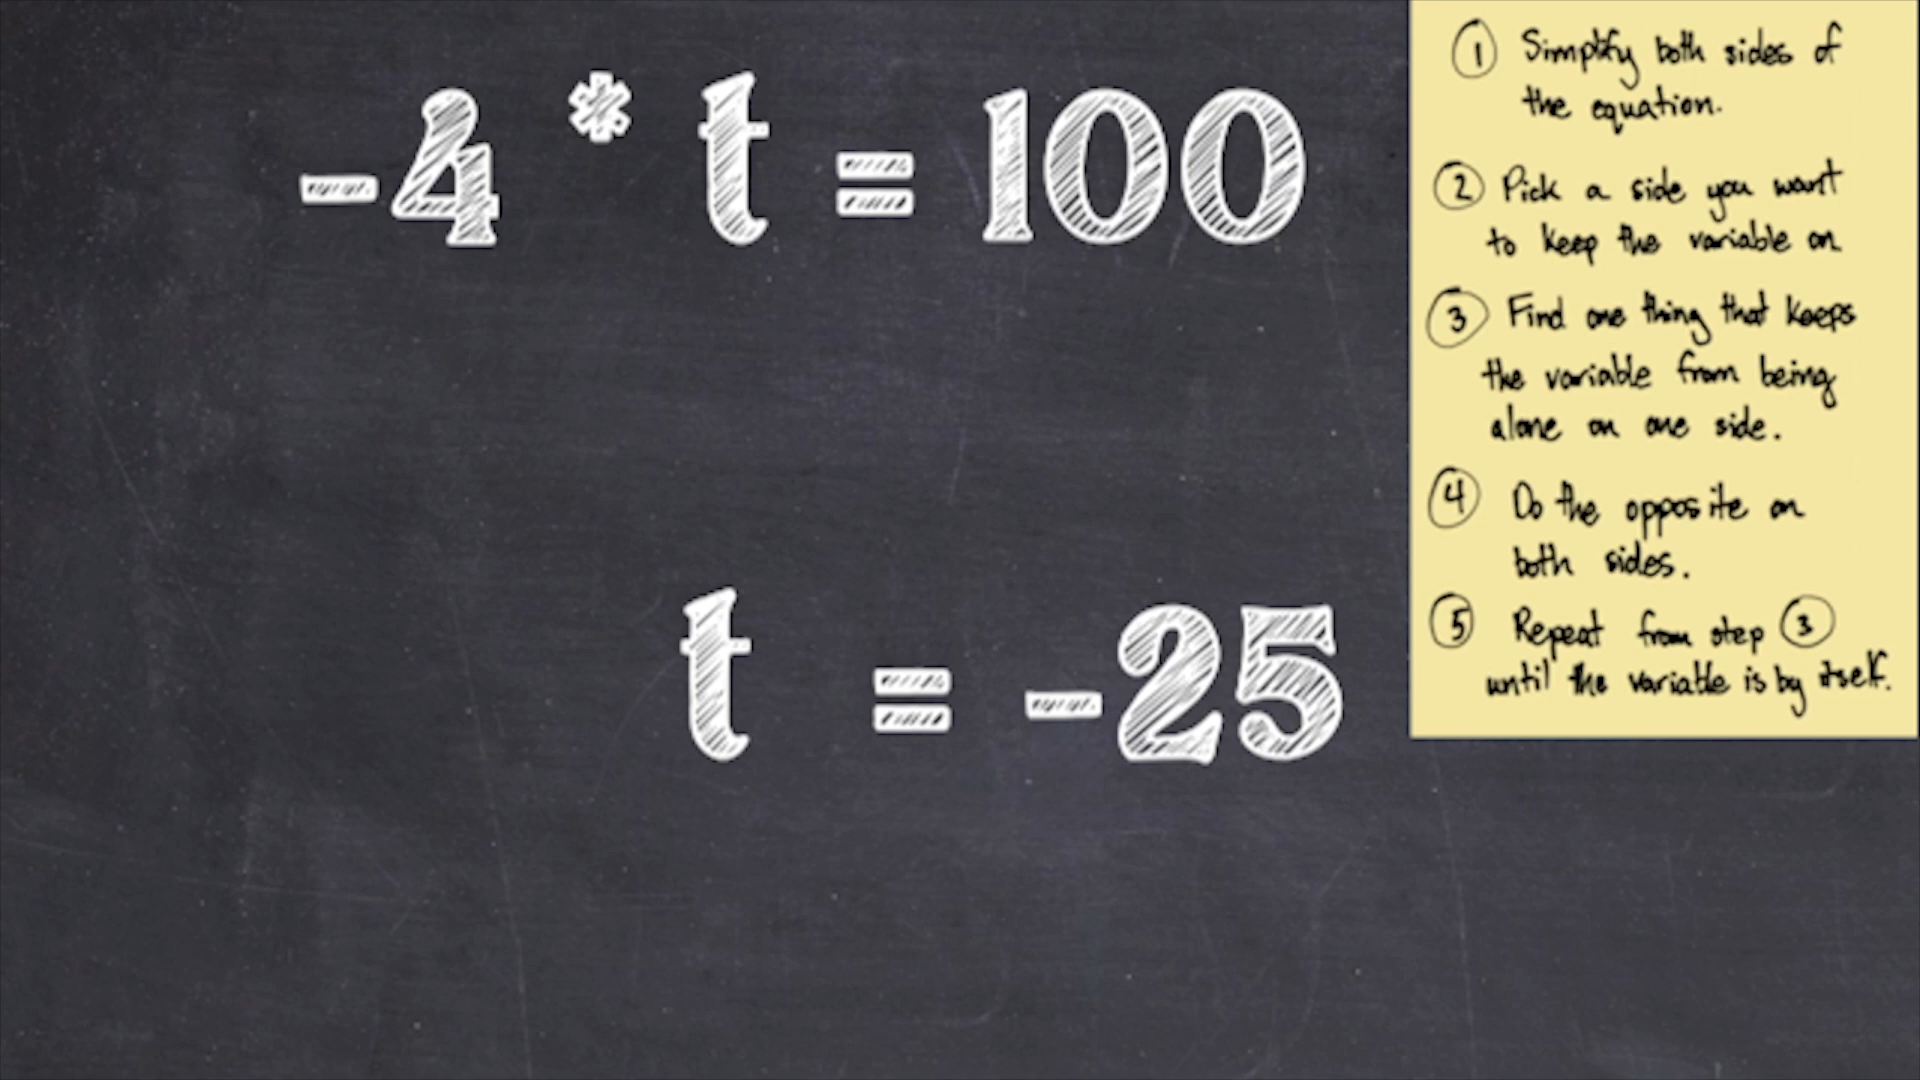 -4 * t = 100
t = -25
① Simplify both sides of
the equation.
② Pick a side you want
to keep the variable on
③ Find one thing that keeps
the variable from being
alone on one side.
④ Do the opposite on
both sides.
⑤ Repeat from step ③
until the variable is by itself.